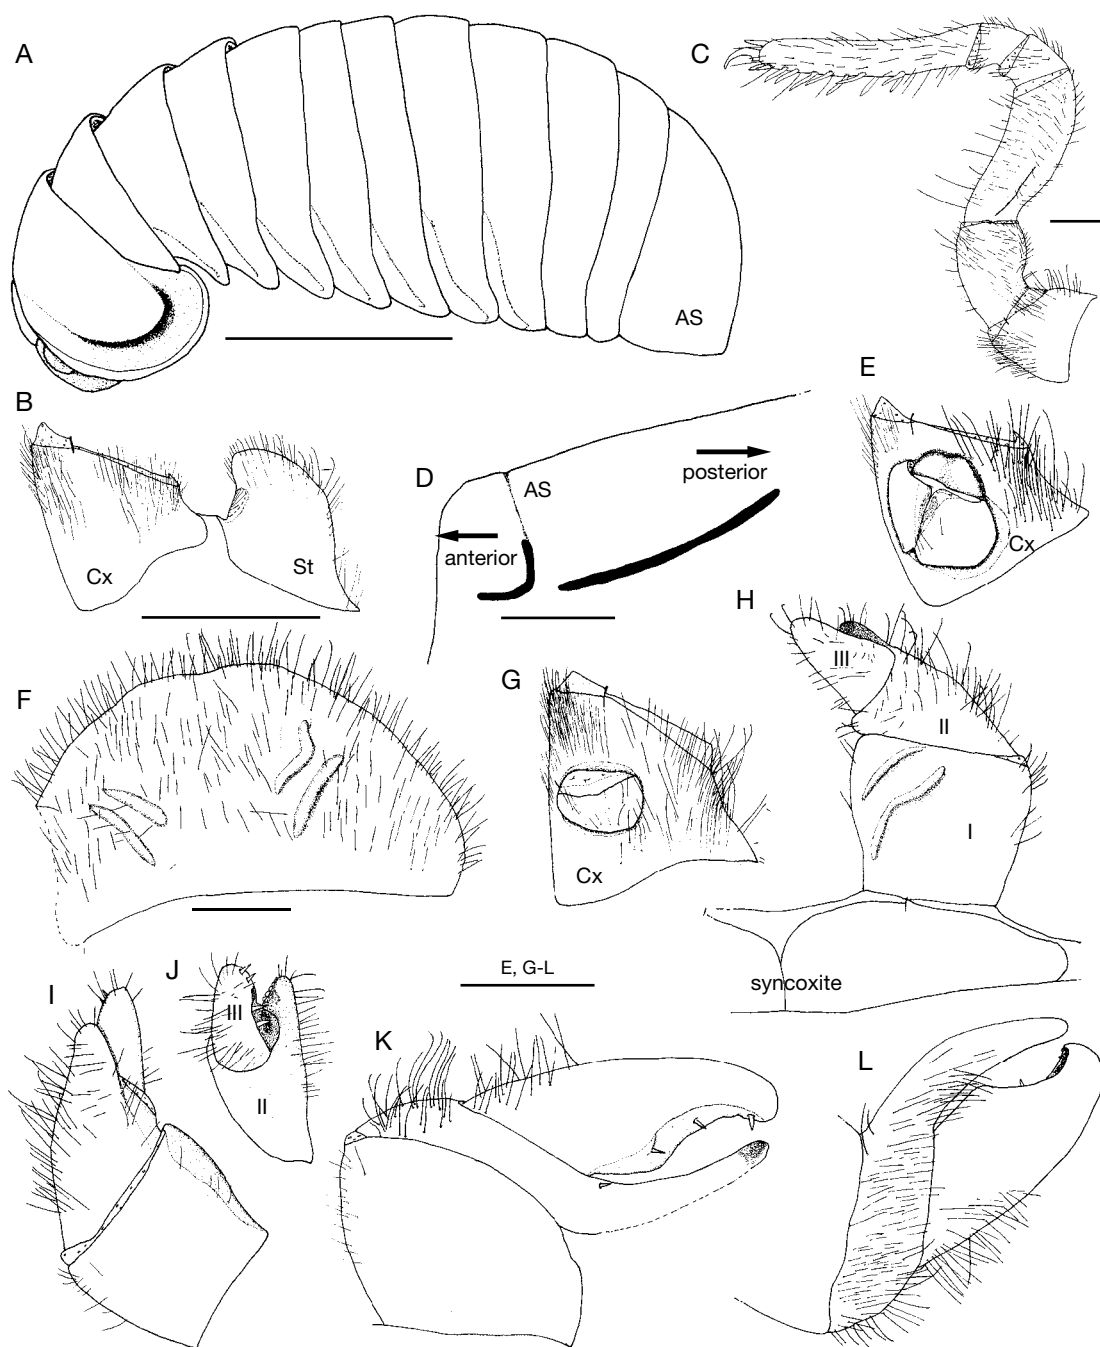 A
C
AS
B
Cx
St
D
AS
posterior
anterior
E
Cx
F
G
Cx
H
III
II
I
syncoxite
I
J
III
II
E, G-L
K
L